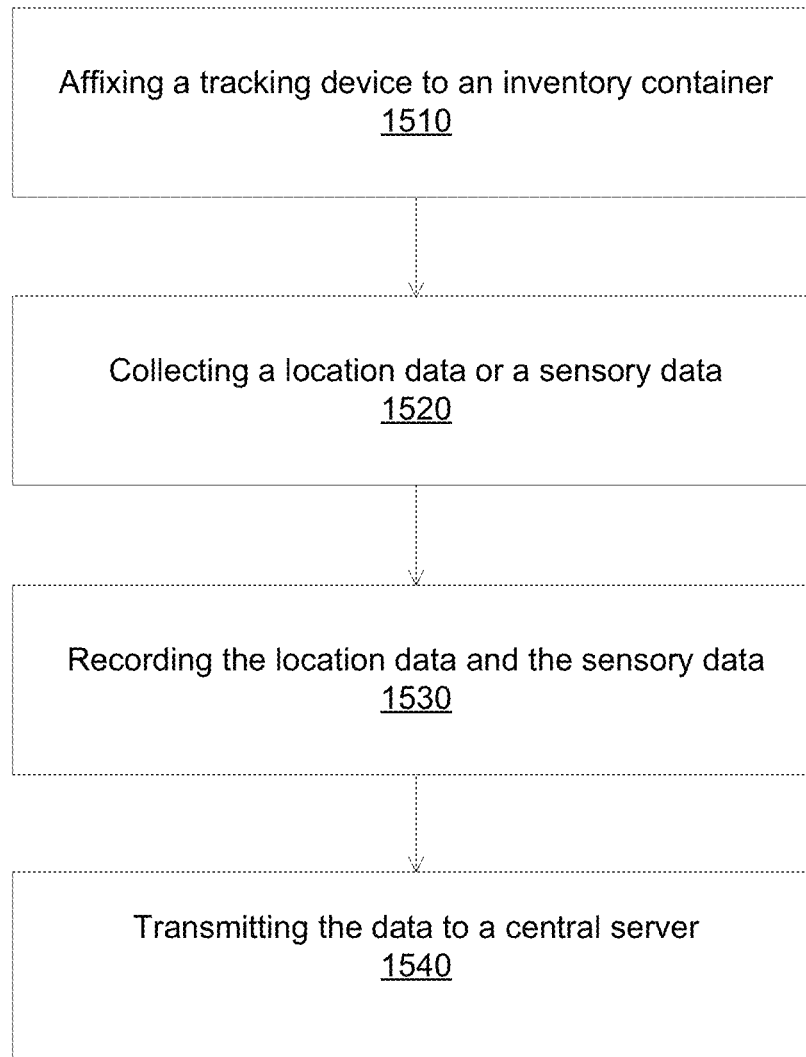 Affixing a tracking device to an inventory container
1510
Collecting a location data or a sensory data
1520
Recording the location data and the sensory data
1530
Transmitting the data to a central server
1540